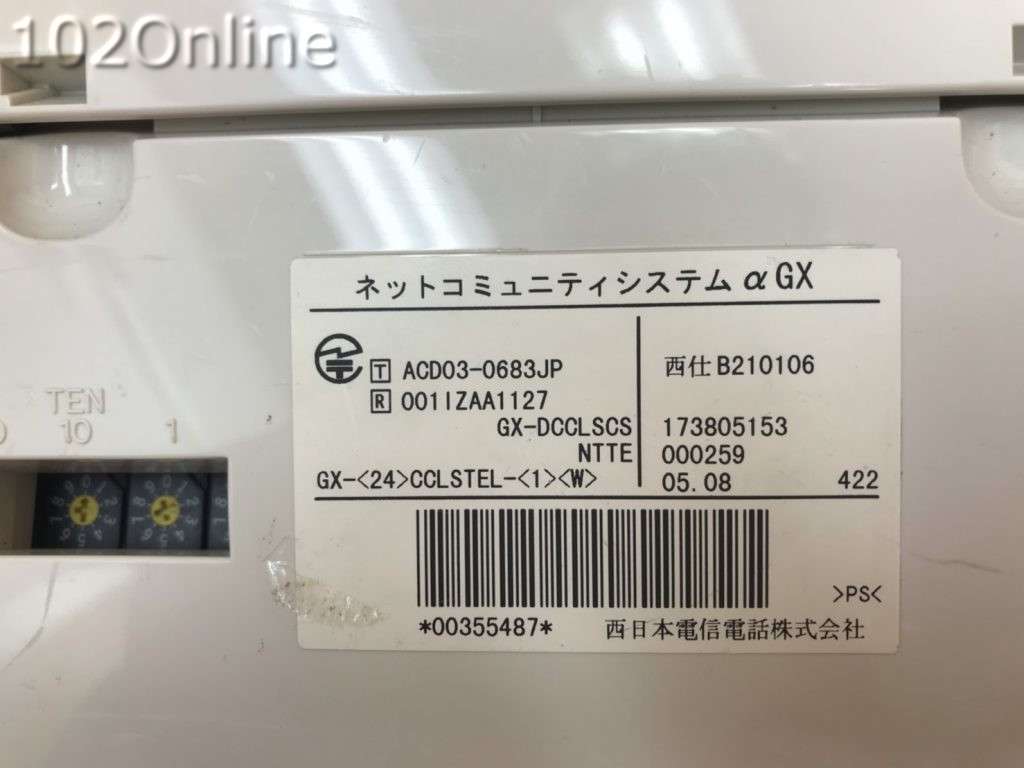 102Online
ネットコミュニティシステム αGX
T ACD03-0683JP
R 001IZAA1127
西仕 B210106
GX-DCCLSCS 173805153
NTTE 000259
GX-<24>CCLSTEL-<1><W> 05.08 422
>PS<
*00355487* 西日本電信電話株式会社
TEN
10 1